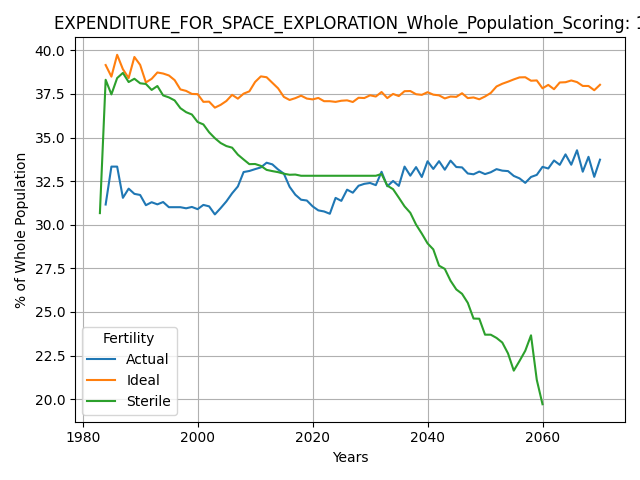 EXPENDITURE_FOR_SPACE_EXPLORATION_Whole_Population_Scoring: 1
40.0
37.5
35.0
32.5
30.0
27.5
25.0
22.5
20.0
% of Whole Population
Fertility
Actual
Ideal
Sterile
1980 2000 2020 2040 2060
Years